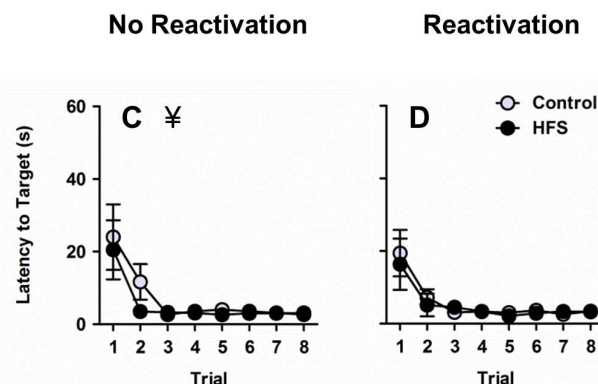 No Reactivation
Reactivation
C ¥
D
Control
HFS
Latency to Target (s)
60
40
20
0
1 2 3 4 5 6 7 8
1 2 3 4 5 6 7 8
Trial
Trial